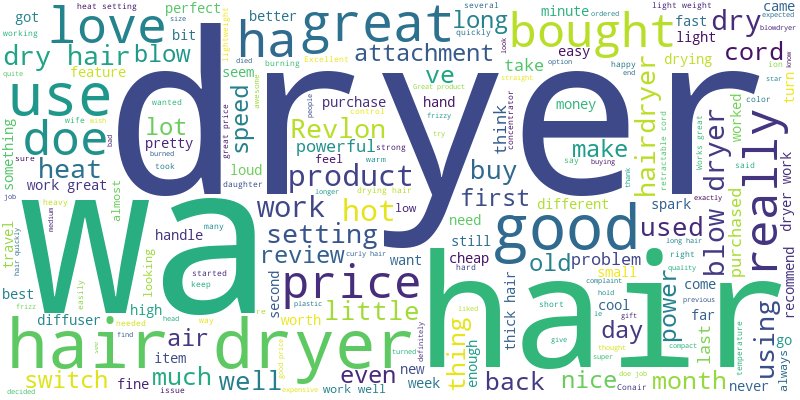 heat setting
perfect
size
got
working
better
bit
love
ha
great
long
bought
minute
ordered
several
quickly
light weight
fast
dry
blowdryer
came
expected
easy
light
cord
dry hair
blow
lightweight
died
burning
Excellent
attachment
look
take
drying
ion
know
happy
end
feature
quite
use
seem
ve
straight
option
star
turn
dryer
wanted
awesome
great price
people
Great product
purchase
hand
concentrator
money
hairdryer
color
doe
lot
speed
control
frizzy
think
Works great
retractable cord
worked
something
wife
wish
bad
pretty
Revlon
powerful
strong
try
make
say
said
sure
heat
burned
took
loud
feel
warm
buy
thank
buying
job
work great
daughter
product
longer
drying hair
first
different
blow dryer
purchased
really
dryer work
heavy
almost
work
hot
low
need
spark
exactly
wa
travel
medium
hair quickly
easily
handle
many
setting
still
good
used
long hair
looking
started
keep
review
curly hair
want
cheap
old
problem
right
quality
recommend
best
frizz
diffuser
high
air
second
price
hard
thick hair
small
complaint
hold
cool
come
previous
power
far
using
needed
head
way
plastic
worth
little
liked
short
le
day
gift
last
compact
temperature
go
hair dryer
re
item
find
turned
definitely
thing
enough
give
hair
thought
super
always
switch
fine
much
well
good price
even
new
back
nice
month
never
decided
issue
expensive
work well
week
Conair
doe job